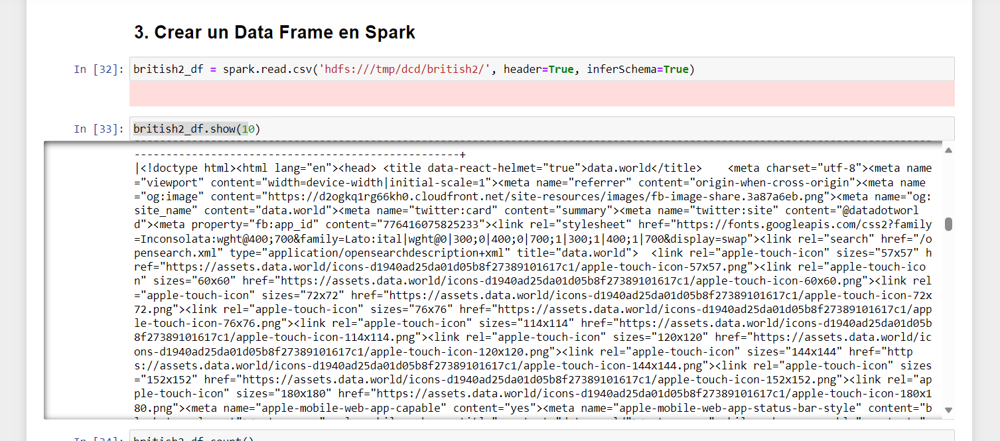 3. Crear un Data Frame en Spark
In [32]: british2_df = spark.read.csv('hdfs:///tmp/dcd/british2/', header=True, inferSchema=True)
In [33]: british2_df.show(10)
---------------------------------------------------+
|<!doctype html><html lang="en"><head> <title data-react-helmet="true">data.world</title>    <meta charset="utf-8"><meta name
="viewport" content="width=device-width|initial-scale=1"><meta name="referrer" content="origin-when-cross-origin"><meta name
="og:image" content="https://d2ogkq1rg66kh0.cloudfront.net/site-resources/images/fb-image-share.3a87a6eb.png"><meta name="og:
site_name" content="data.world"><meta name="twitter:card" content="summary"><meta name="twitter:site" content="@datadotworl
d"><meta property="fb:app_id" content="776416075825233"><link rel="stylesheet" href="https://fonts.googleapis.com/css2?family
=Inconsolata:wght@400;700&family=Lato:ital|wght@0|300;0|400;0|700;1|300;1|400;1|700&display=swap"><link rel="search" href="/o
pensearch.xml" type="application/opensearchdescription+xml" title="data.world">  <link rel="apple-touch-icon" sizes="57x57" h
ref="https://assets.data.world/icons-d1940ad25da01d05b8f27389101617c1/apple-touch-icon-57x57.png"><link rel="apple-touch-ico
n" sizes="60x60" href="https://assets.data.world/icons-d1940ad25da01d05b8f27389101617c1/apple-touch-icon-60x60.png"><link rel
="apple-touch-icon" sizes="72x72" href="https://assets.data.world/icons-d1940ad25da01d05b8f27389101617c1/apple-touch-icon-72x
72.png"><link rel="apple-touch-icon" sizes="76x76" href="https://assets.data.world/icons-d1940ad25da01d05b8f27389101617c1/app
le-touch-icon-76x76.png"><link rel="apple-touch-icon" sizes="114x114" href="https://assets.data.world/icons-d1940ad25da01d05b
8f27389101617c1/apple-touch-icon-114x114.png"><link rel="apple-touch-icon" sizes="120x120" href="https://assets.data.world/ic
ons-d1940ad25da01d05b8f27389101617c1/apple-touch-icon-120x120.png"><link rel="apple-touch-icon" sizes="144x144" href="http
s://assets.data.world/icons-d1940ad25da01d05b8f27389101617c1/apple-touch-icon-144x144.png"><link rel="apple-touch-icon" sizes
="152x152" href="https://assets.data.world/icons-d1940ad25da01d05b8f27389101617c1/apple-touch-icon-152x152.png"><link rel="ap
ple-touch-icon" sizes="180x180" href="https://assets.data.world/icons-d1940ad25da01d05b8f27389101617c1/apple-touch-icon-180x1
80.png"><meta name="apple-mobile-web-app-capable" content="yes"><meta name="apple-mobile-web-app-status-bar-style" content="b
In [34]: british2_df.count()